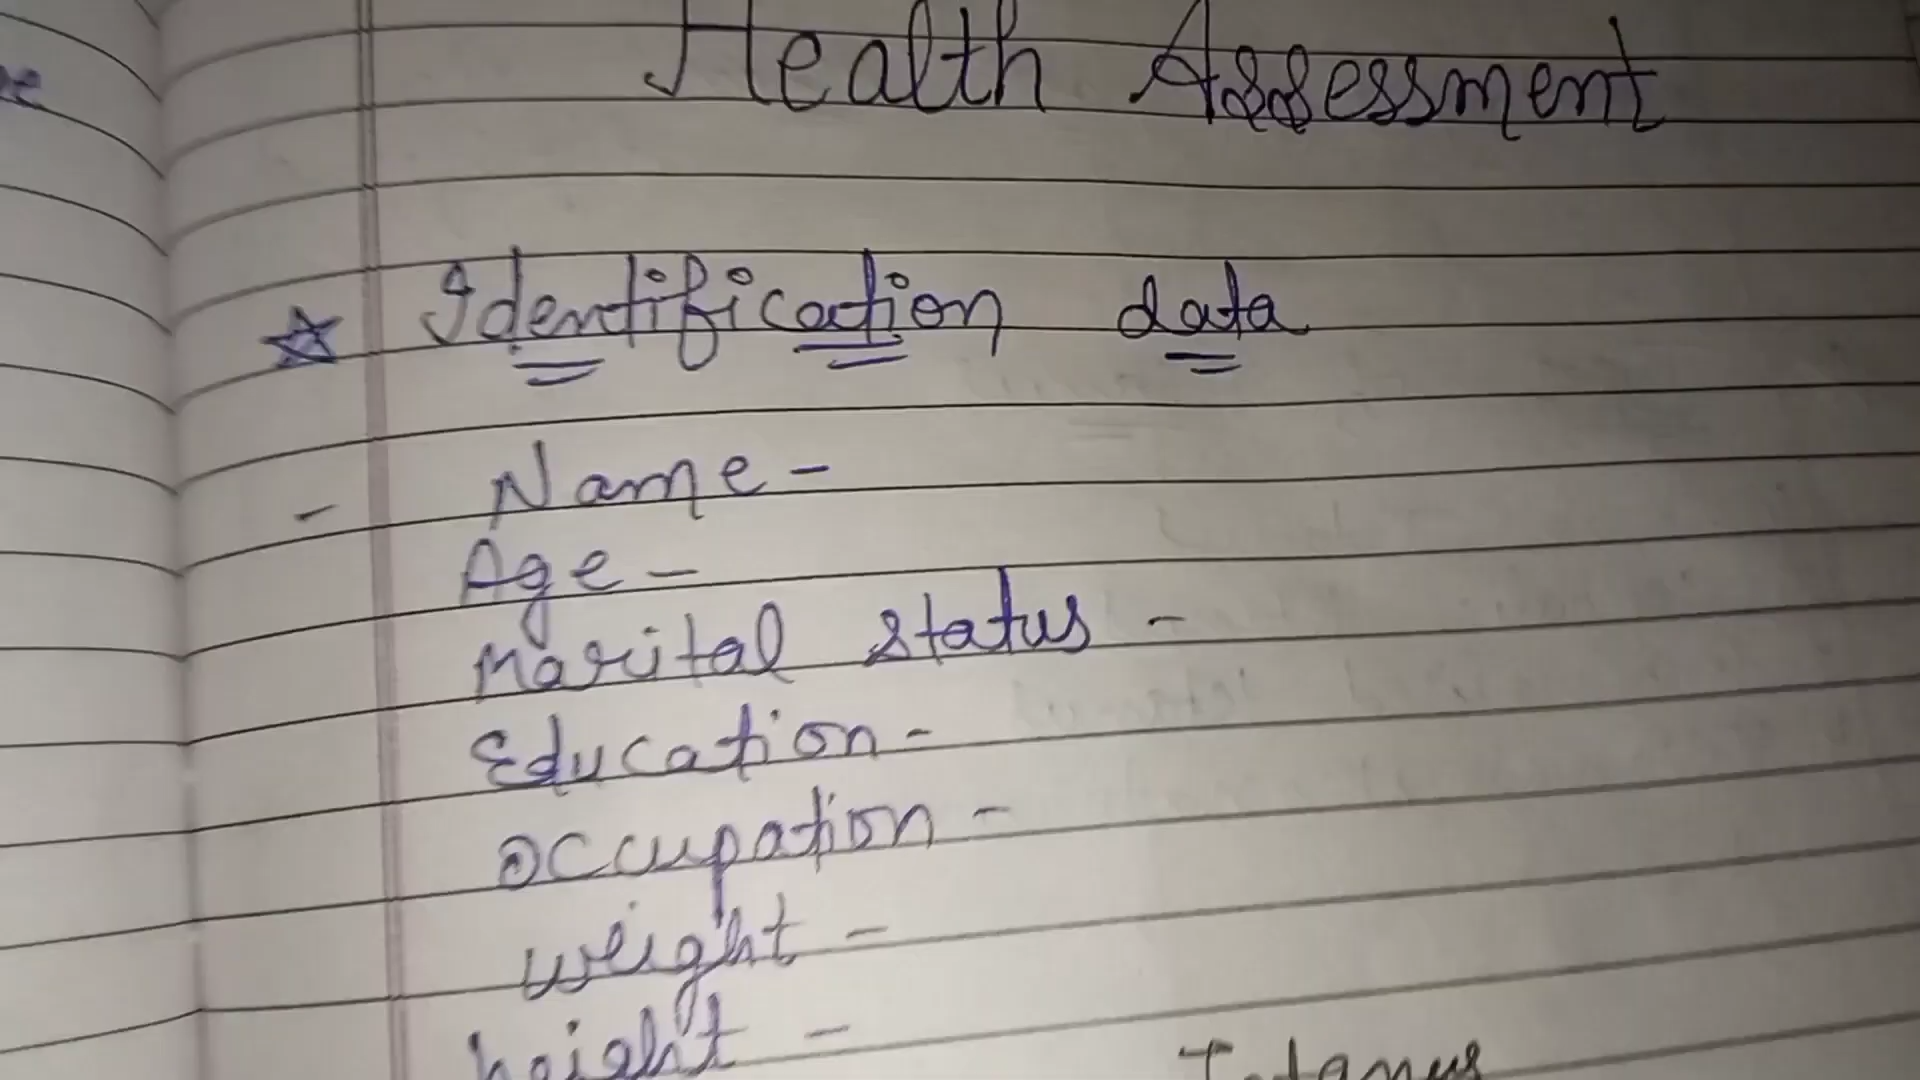 Health Assessment
☆ Identification data
- Name -
Age -
Marital status -
Education -
Occupation -
weight -
height -